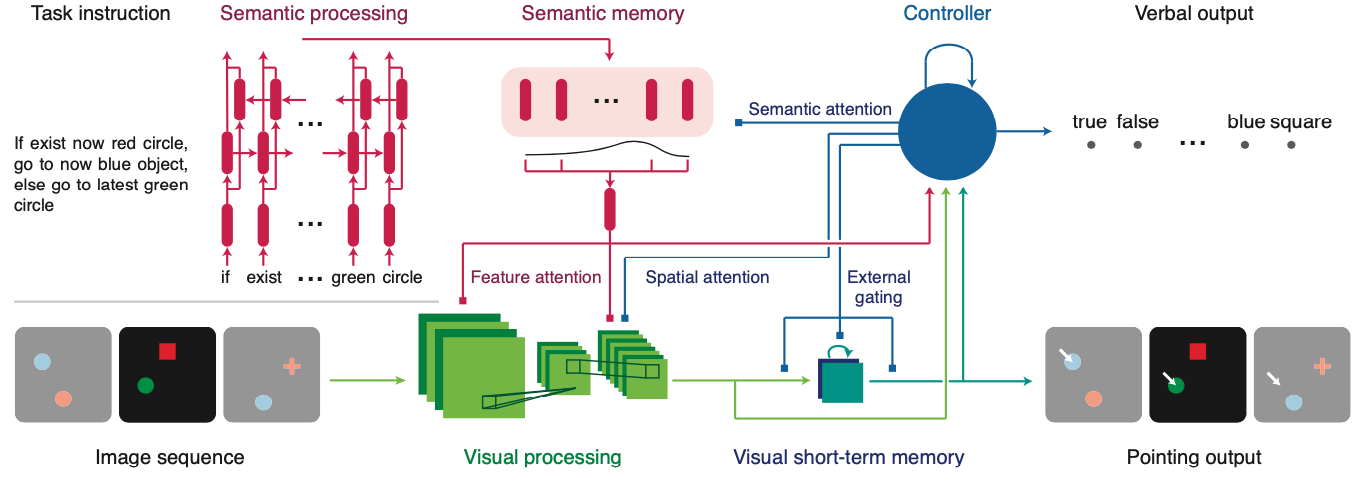 Task instruction
Semantic processing
Semantic memory
Controller
Verbal output
If exist now red circle,
go to now blue object,
else go to latest green
circle
...
...
if exist ... green circle
...
Semantic attention
true false ... blue square
Feature attention
Spatial attention
External
gating
Image sequence
Visual processing
Visual short-term memory
Pointing output